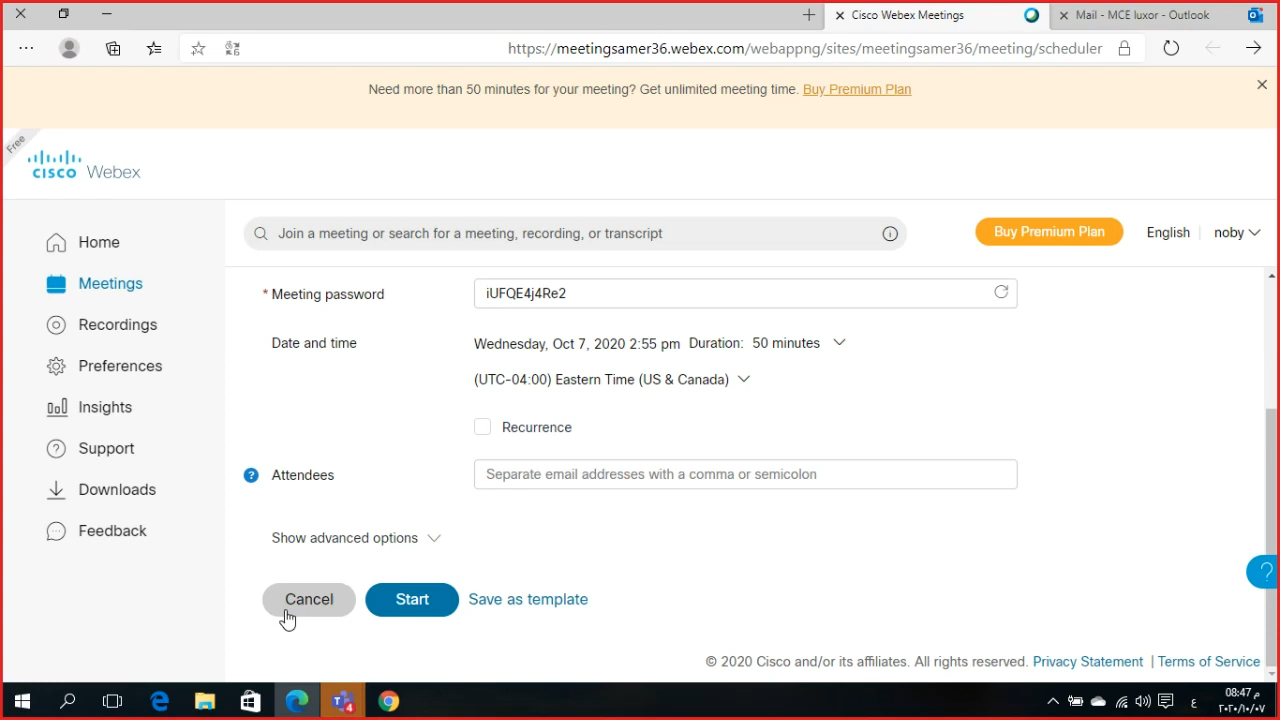 Cisco Webex Meetings
Mail - MCE luxor - Outlook
https://meetingsamer36.webex.com/webappng/sites/meetingsamer36/meeting/scheduler
Need more than 50 minutes for your meeting? Get unlimited meeting time. Buy Premium Plan
Free
cisco Webex
Join a meeting or search for a meeting, recording, or transcript
Buy Premium Plan
English
noby
Home
Meetings
Recordings
Preferences
Insights
Support
Downloads
Feedback
* Meeting password
iUFQE4j4Re2
Date and time
Wednesday, Oct 7, 2020 2:55 pm Duration: 50 minutes
(UTC-04:00) Eastern Time (US & Canada)
Recurrence
Attendees
Separate email addresses with a comma or semicolon
Show advanced options
Cancel
Start
Save as template
© 2020 Cisco and/or its affiliates. All rights reserved. Privacy Statement | Terms of Service
4
ع
08:47 م
٢٠٢٠/١٠/٠٧